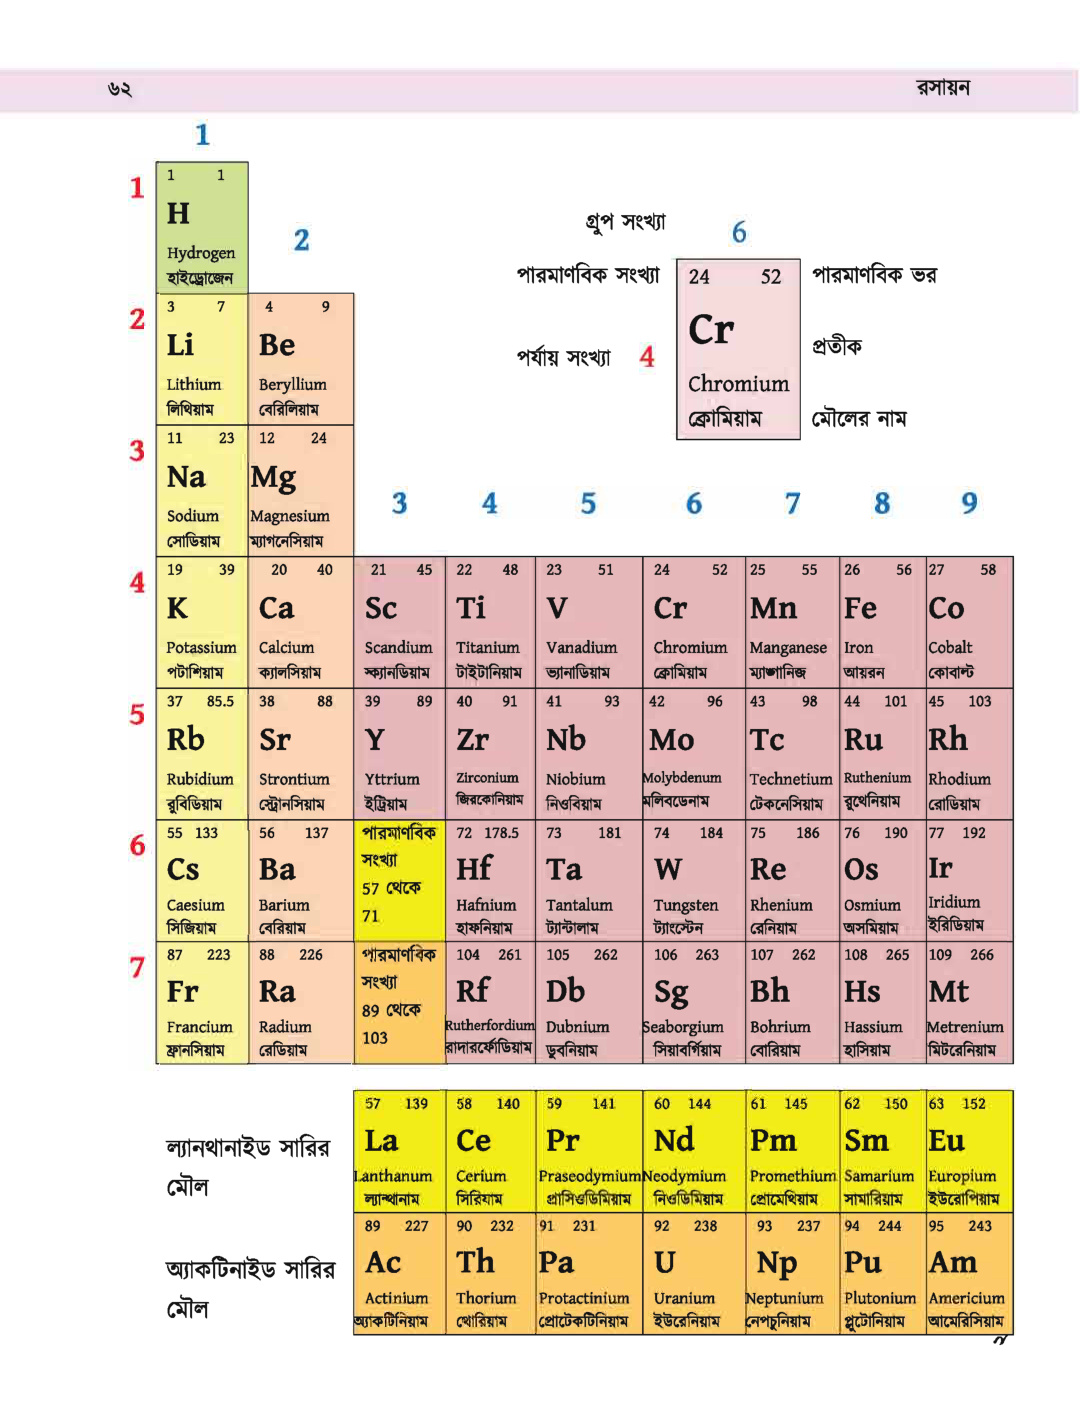 ৬২ রসায়ন
1
1 1 1
H
Hydrogen
হাইড্রোজেন
2
গ্রুপ সংখ্যা 6
পারমাণবিক সংখ্যা 24 52 পারমাণবিক ভর
Cr
পর্যায় সংখ্যা 4 প্রতীক
Chromium
ক্রোমিয়াম মৌলের নাম
2 3 7 4 9
Li Be
Lithium Beryllium
লিথিয়াম বেরিলিয়াম
3 11 23 12 24
Na Mg
Sodium Magnesium
সোডিয়াম ম্যাগনেসিয়াম
3 4 5 6 7 8 9
4 19 39 20 40 21 45 22 48 23 51 24 52 25 55 26 56 27 58
K Ca Sc Ti V Cr Mn Fe Co
Potassium Calcium Scandium Titanium Vanadium Chromium Manganese Iron Cobalt
পটাশিয়াম ক্যালসিয়াম স্ক্যানডিয়াম টাইটানিয়াম ভ্যানাডিয়াম ক্রোমিয়াম ম্যাঙ্গানিজ আয়রন কোবাল্ট
5 37 85.5 38 88 39 89 40 91 41 93 42 96 43 98 44 101 45 103
Rb Sr Y Zr Nb Mo Tc Ru Rh
Rubidium Strontium Yttrium Zirconium Niobium Molybdenum Technetium Ruthenium Rhodium
রুবিডিয়াম স্ট্রোনসিয়াম ইট্রিয়াম জিরকোনিয়াম নিওবিয়াম মলিবডেনাম টেকনেসিয়াম রুথেনিয়াম রোডিয়াম
6 55 133 56 137 পারমাণবিক সংখ্যা 57 থেকে 71 72 178.5 73 181 74 184 75 186 76 190 77 192
Cs Ba Hf Ta W Re Os Ir
Caesium Barium Hafnium Tantalum Tungsten Rhenium Osmium Iridium
সিজিয়াম বেরিয়াম হাফনিয়াম ট্যান্টালাম ট্যাংস্টেন রেনিয়াম অসমিয়াম ইরিডিয়াম
7 87 223 88 226 পারমাণবিক সংখ্যা 89 থেকে 103 104 261 105 262 106 263 107 262 108 265 109 266
Fr Ra Rf Db Sg Bh Hs Mt
Francium Radium Rutherfordium Dubnium Seaborgium Bohrium Hassium Metrenium
ফ্রানসিয়াম রেডিয়াম রাদারর্ফোডিয়াম ডুবনিয়াম সিয়াবর্গিয়াম বোরিয়াম হাসিয়াম মিটরেনিয়াম
57 139 58 140 59 141 60 144 61 145 62 150 63 152
ল্যানথানাইড সারির La Ce Pr Nd Pm Sm Eu
মৌল Lanthanum Cerium Praseodymium Neodymium Promethium Samarium Europium
ল্যান্থানাম সিরিয়াম প্রাসিওডিমিয়াম নিওডিমিয়াম প্রোমেথিয়াম সামারিয়াম ইউরোপিয়াম
89 227 90 232 91 231 92 238 93 237 94 244 95 243
অ্যাকটিনাইড সারির Ac Th Pa U Np Pu Am
মৌল Actinium Thorium Protactinium Uranium Neptunium Plutonium Americium
অ্যাকটিনিয়াম থোরিয়াম প্রোটেকটিনিয়াম ইউরেনিয়াম নেপচুনিয়াম প্লুটোনিয়াম আমেরিসিয়াম